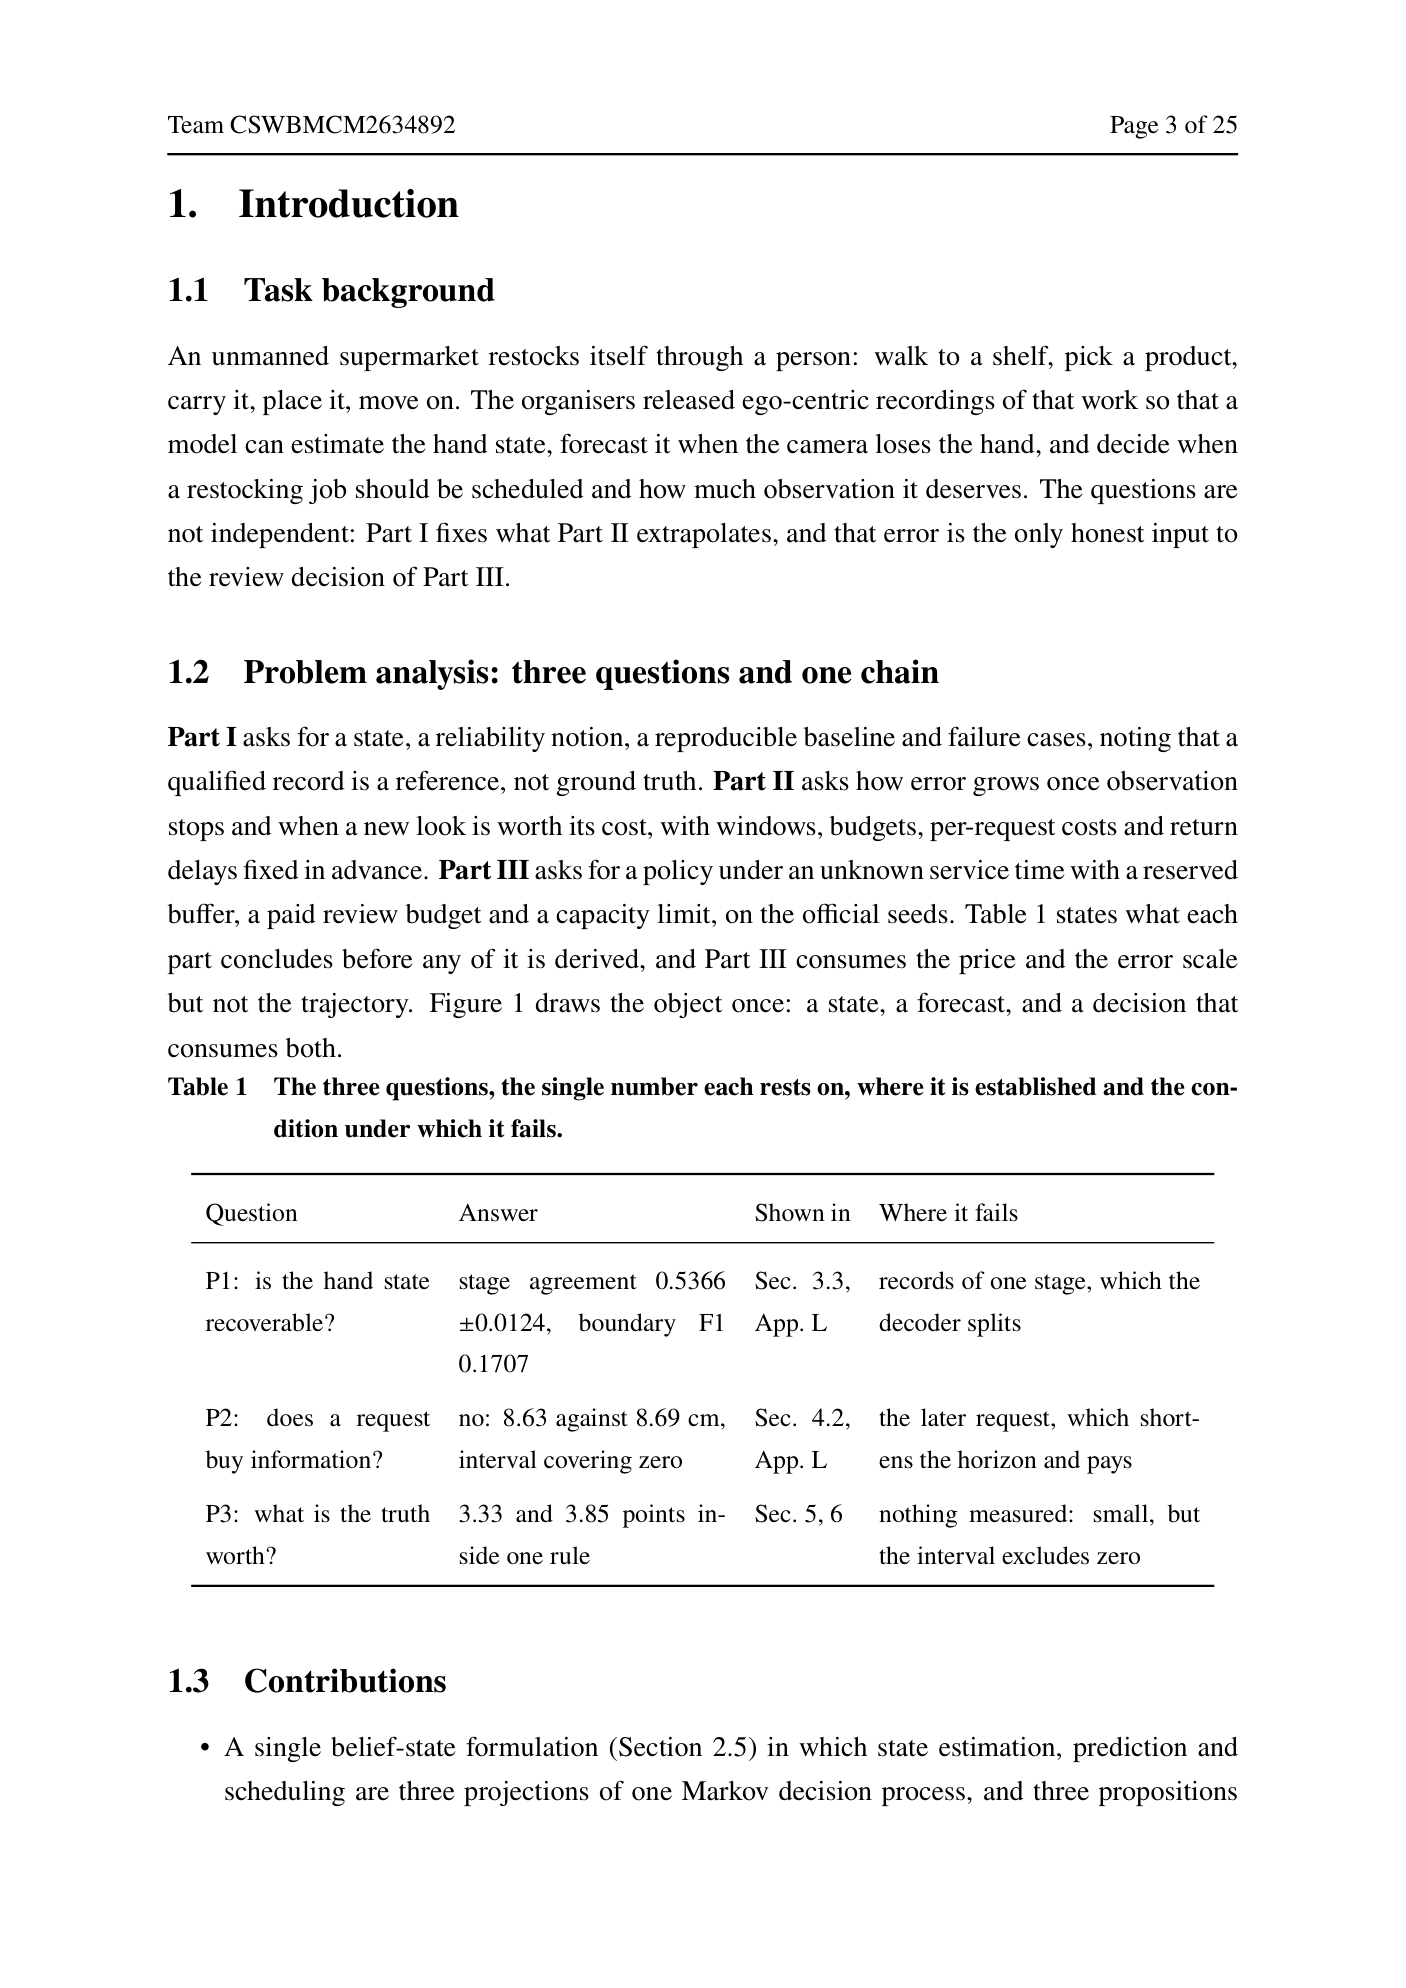 Team CSWBMCM2634892 Page 3 of 25
1. Introduction
1.1 Task background
An unmanned supermarket restocks itself through a person: walk to a shelf, pick a product,
carry it, place it, move on. The organisers released ego-centric recordings of that work so that a
model can estimate the hand state, forecast it when the camera loses the hand, and decide when
a restocking job should be scheduled and how much observation it deserves. The questions are
not independent: Part I fixes what Part II extrapolates, and that error is the only honest input to
the review decision of Part III.
1.2 Problem analysis: three questions and one chain
Part I asks for a state, a reliability notion, a reproducible baseline and failure cases, noting that a
qualified record is a reference, not ground truth. Part II asks how error grows once observation
stops and when a new look is worth its cost, with windows, budgets, per-request costs and return
delays fixed in advance. Part III asks for a policy under an unknown service time with a reserved
buffer, a paid review budget and a capacity limit, on the official seeds. Table 1 states what each
part concludes before any of it is derived, and Part III consumes the price and the error scale
but not the trajectory. Figure 1 draws the object once: a state, a forecast, and a decision that
consumes both.
Table 1 The three questions, the single number each rests on, where it is established and the con-
dition under which it fails.
Question Answer Shown in Where it fails
P1: is the hand state stage agreement 0.5366 Sec. 3.3, records of one stage, which the
recoverable? ±0.0124, boundary F1 App. L decoder splits
0.1707
P2: does a request no: 8.63 against 8.69 cm, Sec. 4.2, the later request, which short-
buy information? interval covering zero App. L ens the horizon and pays
P3: what is the truth 3.33 and 3.85 points in- Sec. 5, 6 nothing measured: small, but
worth? side one rule the interval excludes zero
1.3 Contributions
• A single belief-state formulation (Section 2.5) in which state estimation, prediction and
scheduling are three projections of one Markov decision process, and three propositions